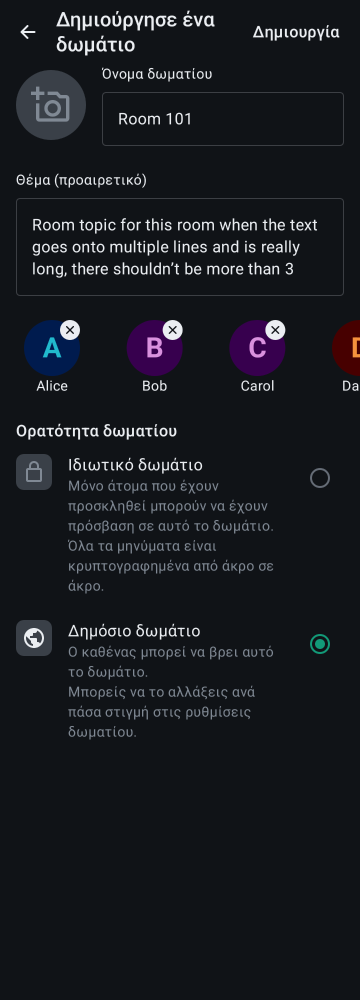 Δημιούργησε ένα
δωμάτιο
Δημιουργία
Όνομα δωματίου
Room 101
Θέμα (προαιρετικό)
Room topic for this room when the text
goes onto multiple lines and is really
long, there shouldn’t be more than 3
A
B
C
Alice
Bob
Carol
Ορατότητα δωματίου
Ιδιωτικό δωμάτιο
Μόνο άτομα που έχουν
προσκληθεί μπορούν να έχουν
πρόσβαση σε αυτό το δωμάτιο.
Όλα τα μηνύματα είναι
κρυπτογραφημένα από άκρο σε
άκρο.
Δημόσιο δωμάτιο
Ο καθένας μπορεί να βρει αυτό
το δωμάτιο.
Μπορείς να το αλλάξεις ανά
πάσα στιγμή στις ρυθμίσεις
δωματίου.